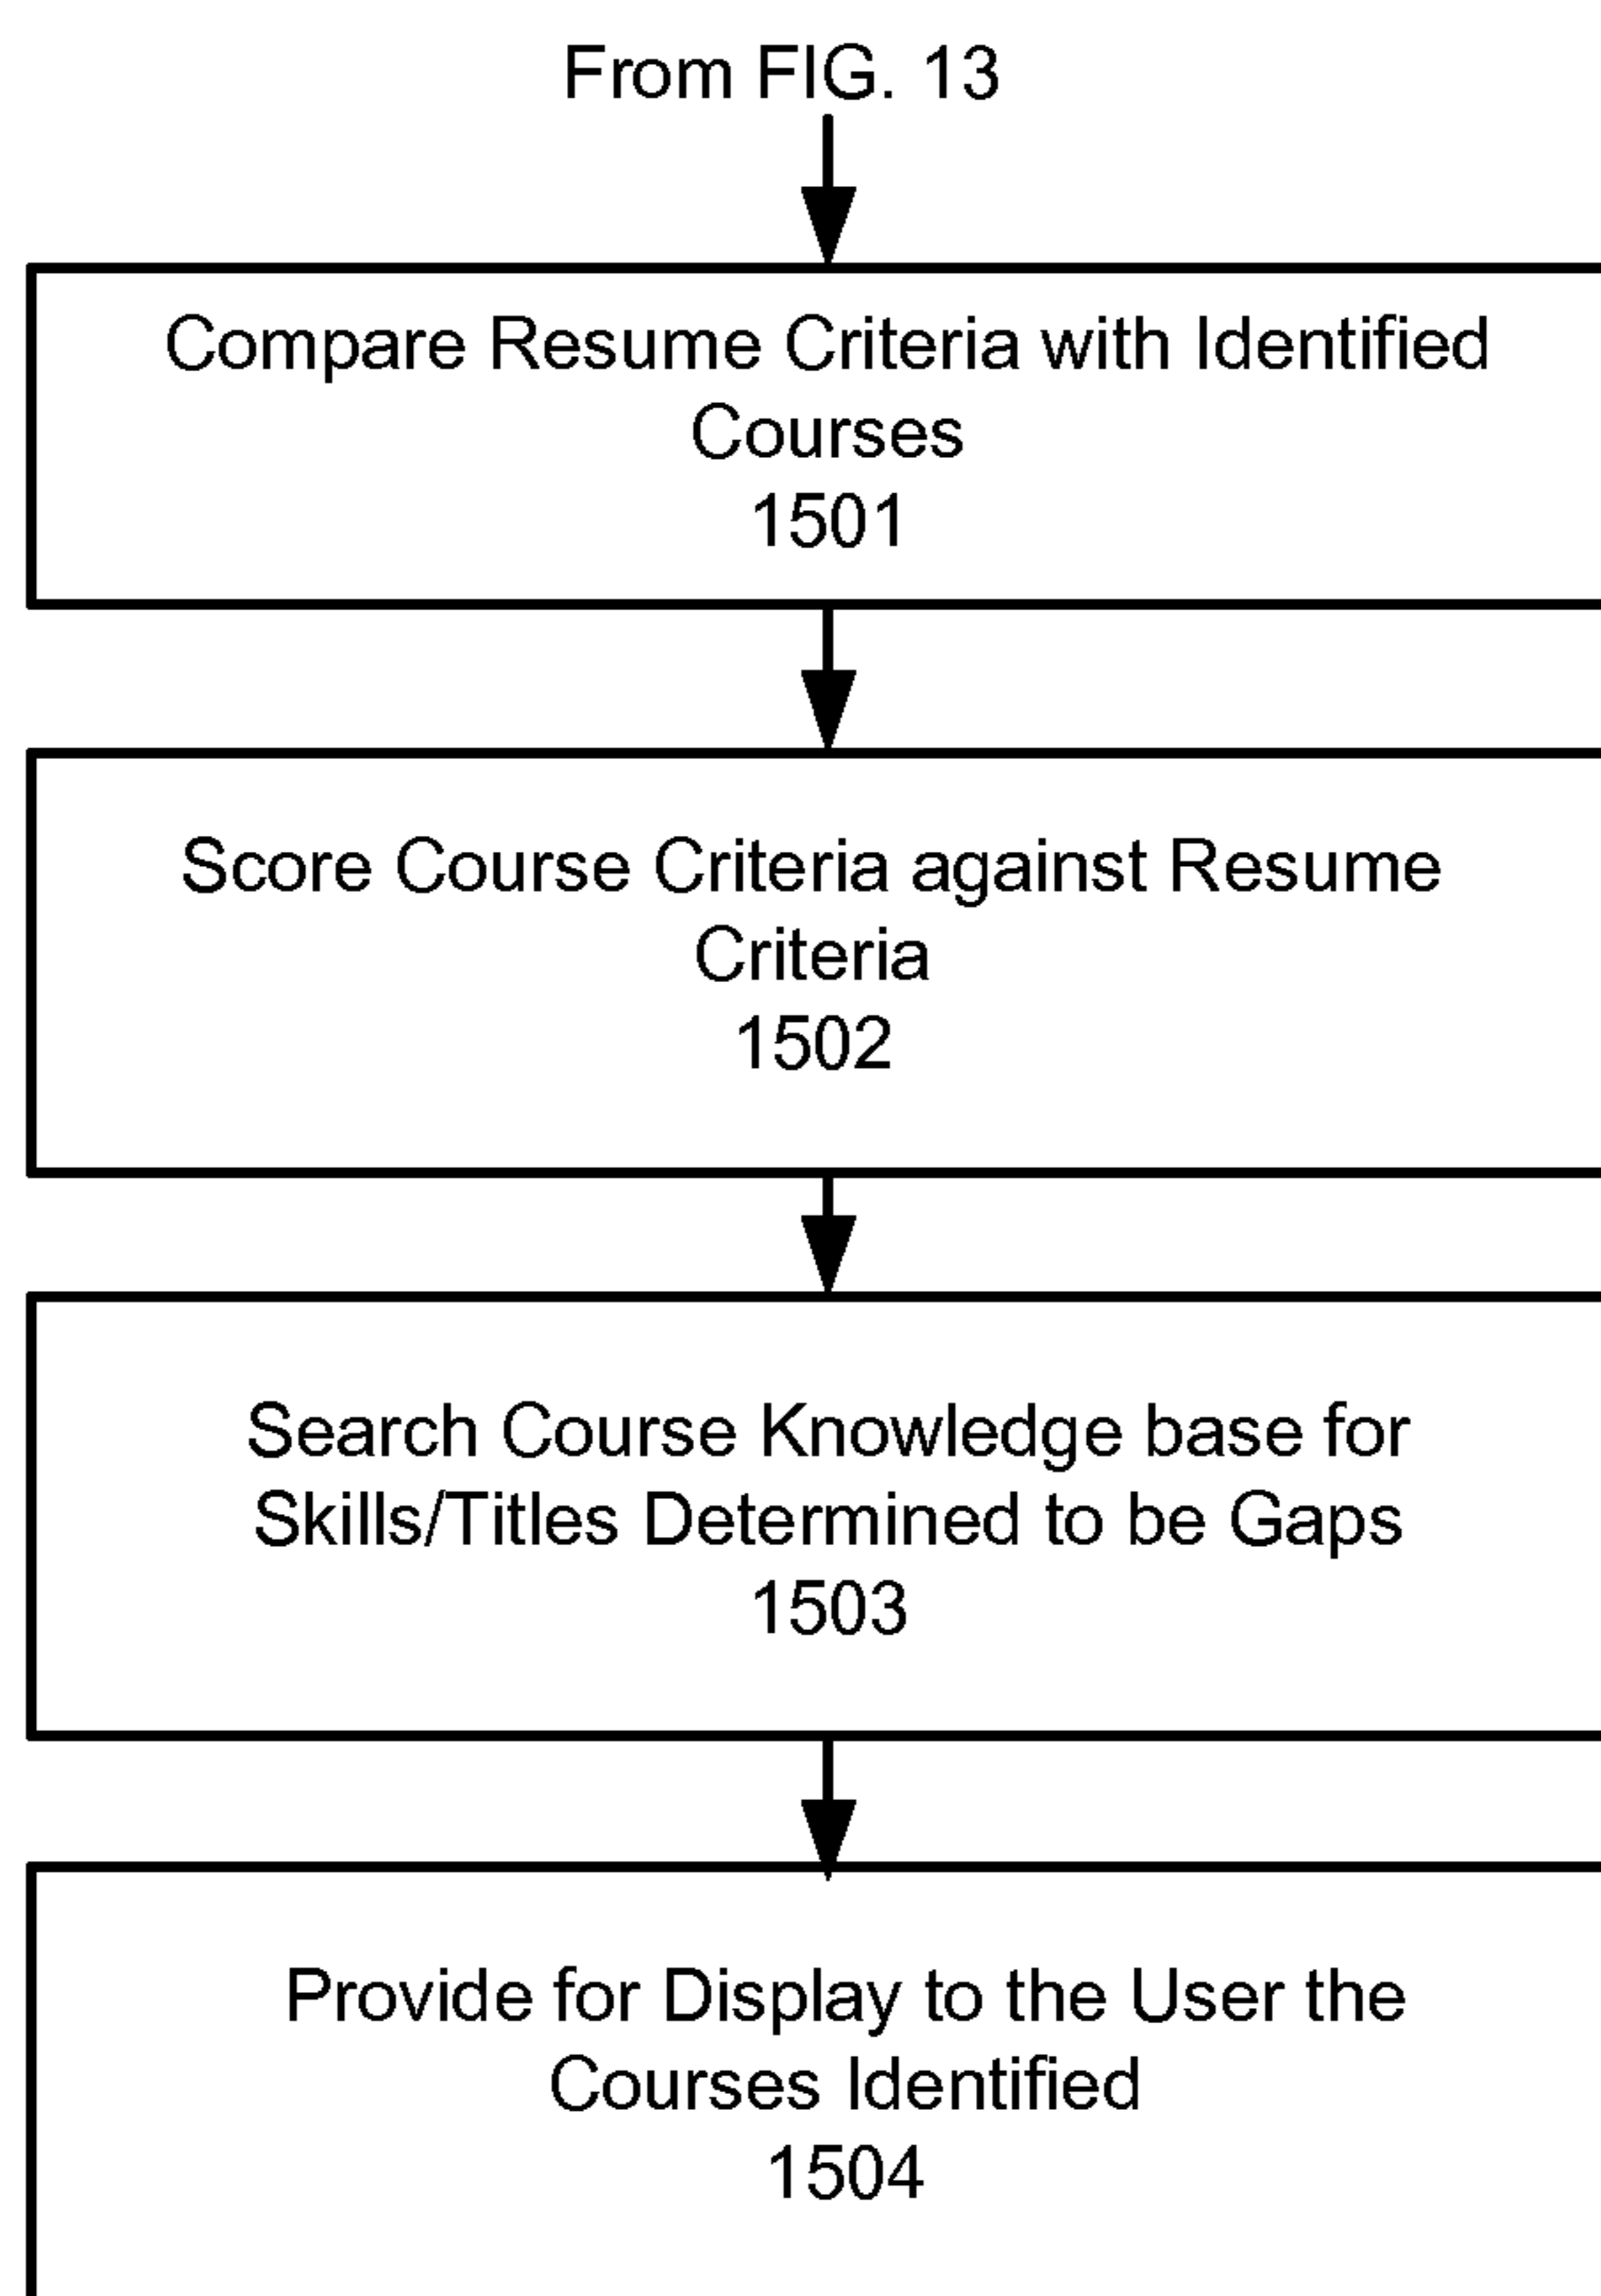 From FIG. 13
Compare Resume Criteria with Identified
Courses
1501
Score Course Criteria against Resume
Criteria
1502
Search Course Knowledge base for
Skills/Titles Determined to be Gaps
1503
Provide for Display to the User the
Courses Identified
1504